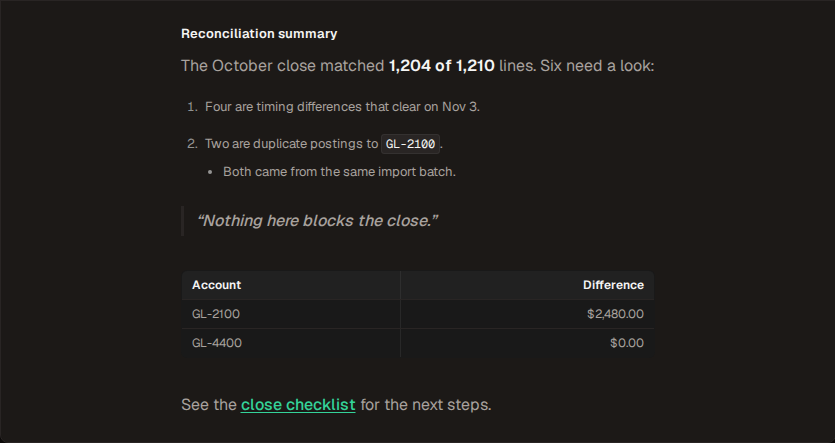 Reconciliation summary
The October close matched 1,204 of 1,210 lines. Six need a look:
1. Four are timing differences that clear on Nov 3.
2. Two are duplicate postings to GL-2100.
• Both came from the same import batch.
“Nothing here blocks the close.”
Account Difference
GL-2100 $2,480.00
GL-4400 $0.00
See the close checklist for the next steps.